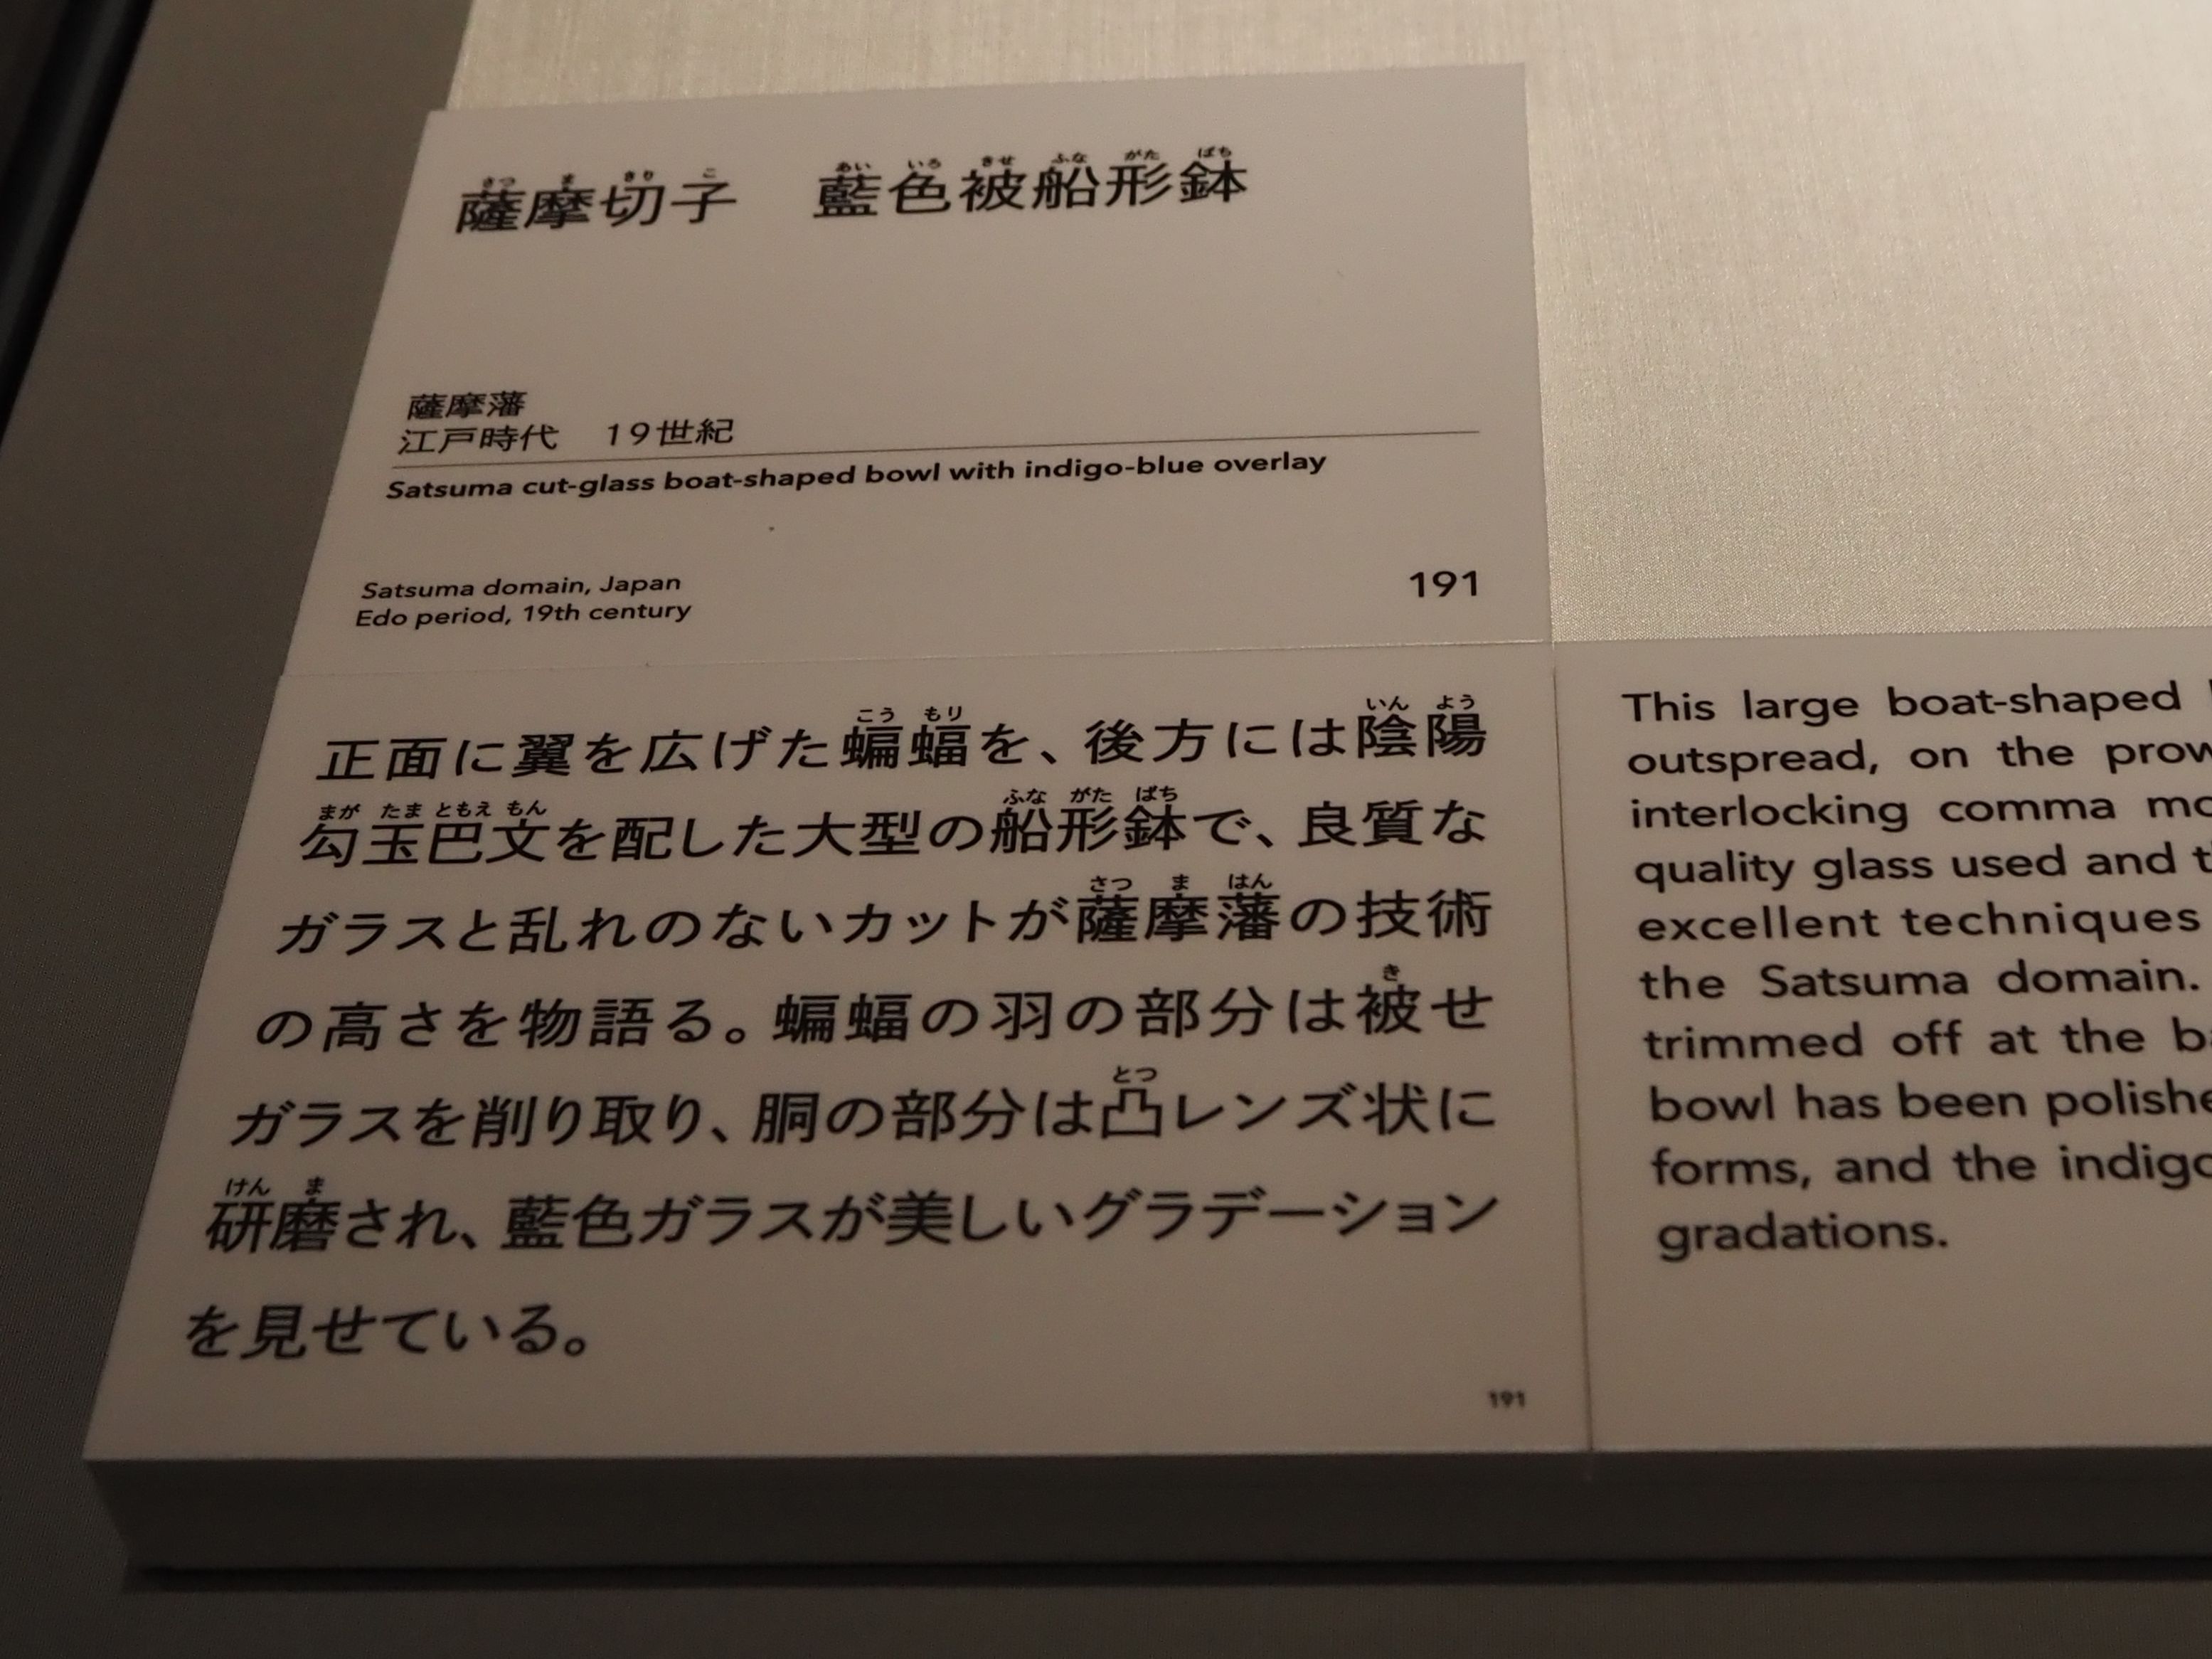 薩摩切子　藍色被船形鉢
薩摩藩
江戸時代　19世紀
Satsuma cut-glass boat-shaped bowl with indigo-blue overlay
Satsuma domain, Japan
Edo period, 19th century
191
正面に翼を広げた蝙蝠を、後方には陰陽
勾玉巴文を配した大型の船形鉢で、良質な
ガラスと乱れのないカットが薩摩藩の技術
の高さを物語る。蝙蝠の羽の部分は被せ
ガラスを削り取り、胴の部分は凸レンズ状に
研磨され、藍色ガラスが美しいグラデーション
を見せている。
191
This large boat-shaped
outspread, on the
interlocking comma
quality glass used and
excellent techniques
the Satsuma domain.
trimmed off at the
bowl has been
forms, and the
gradations.